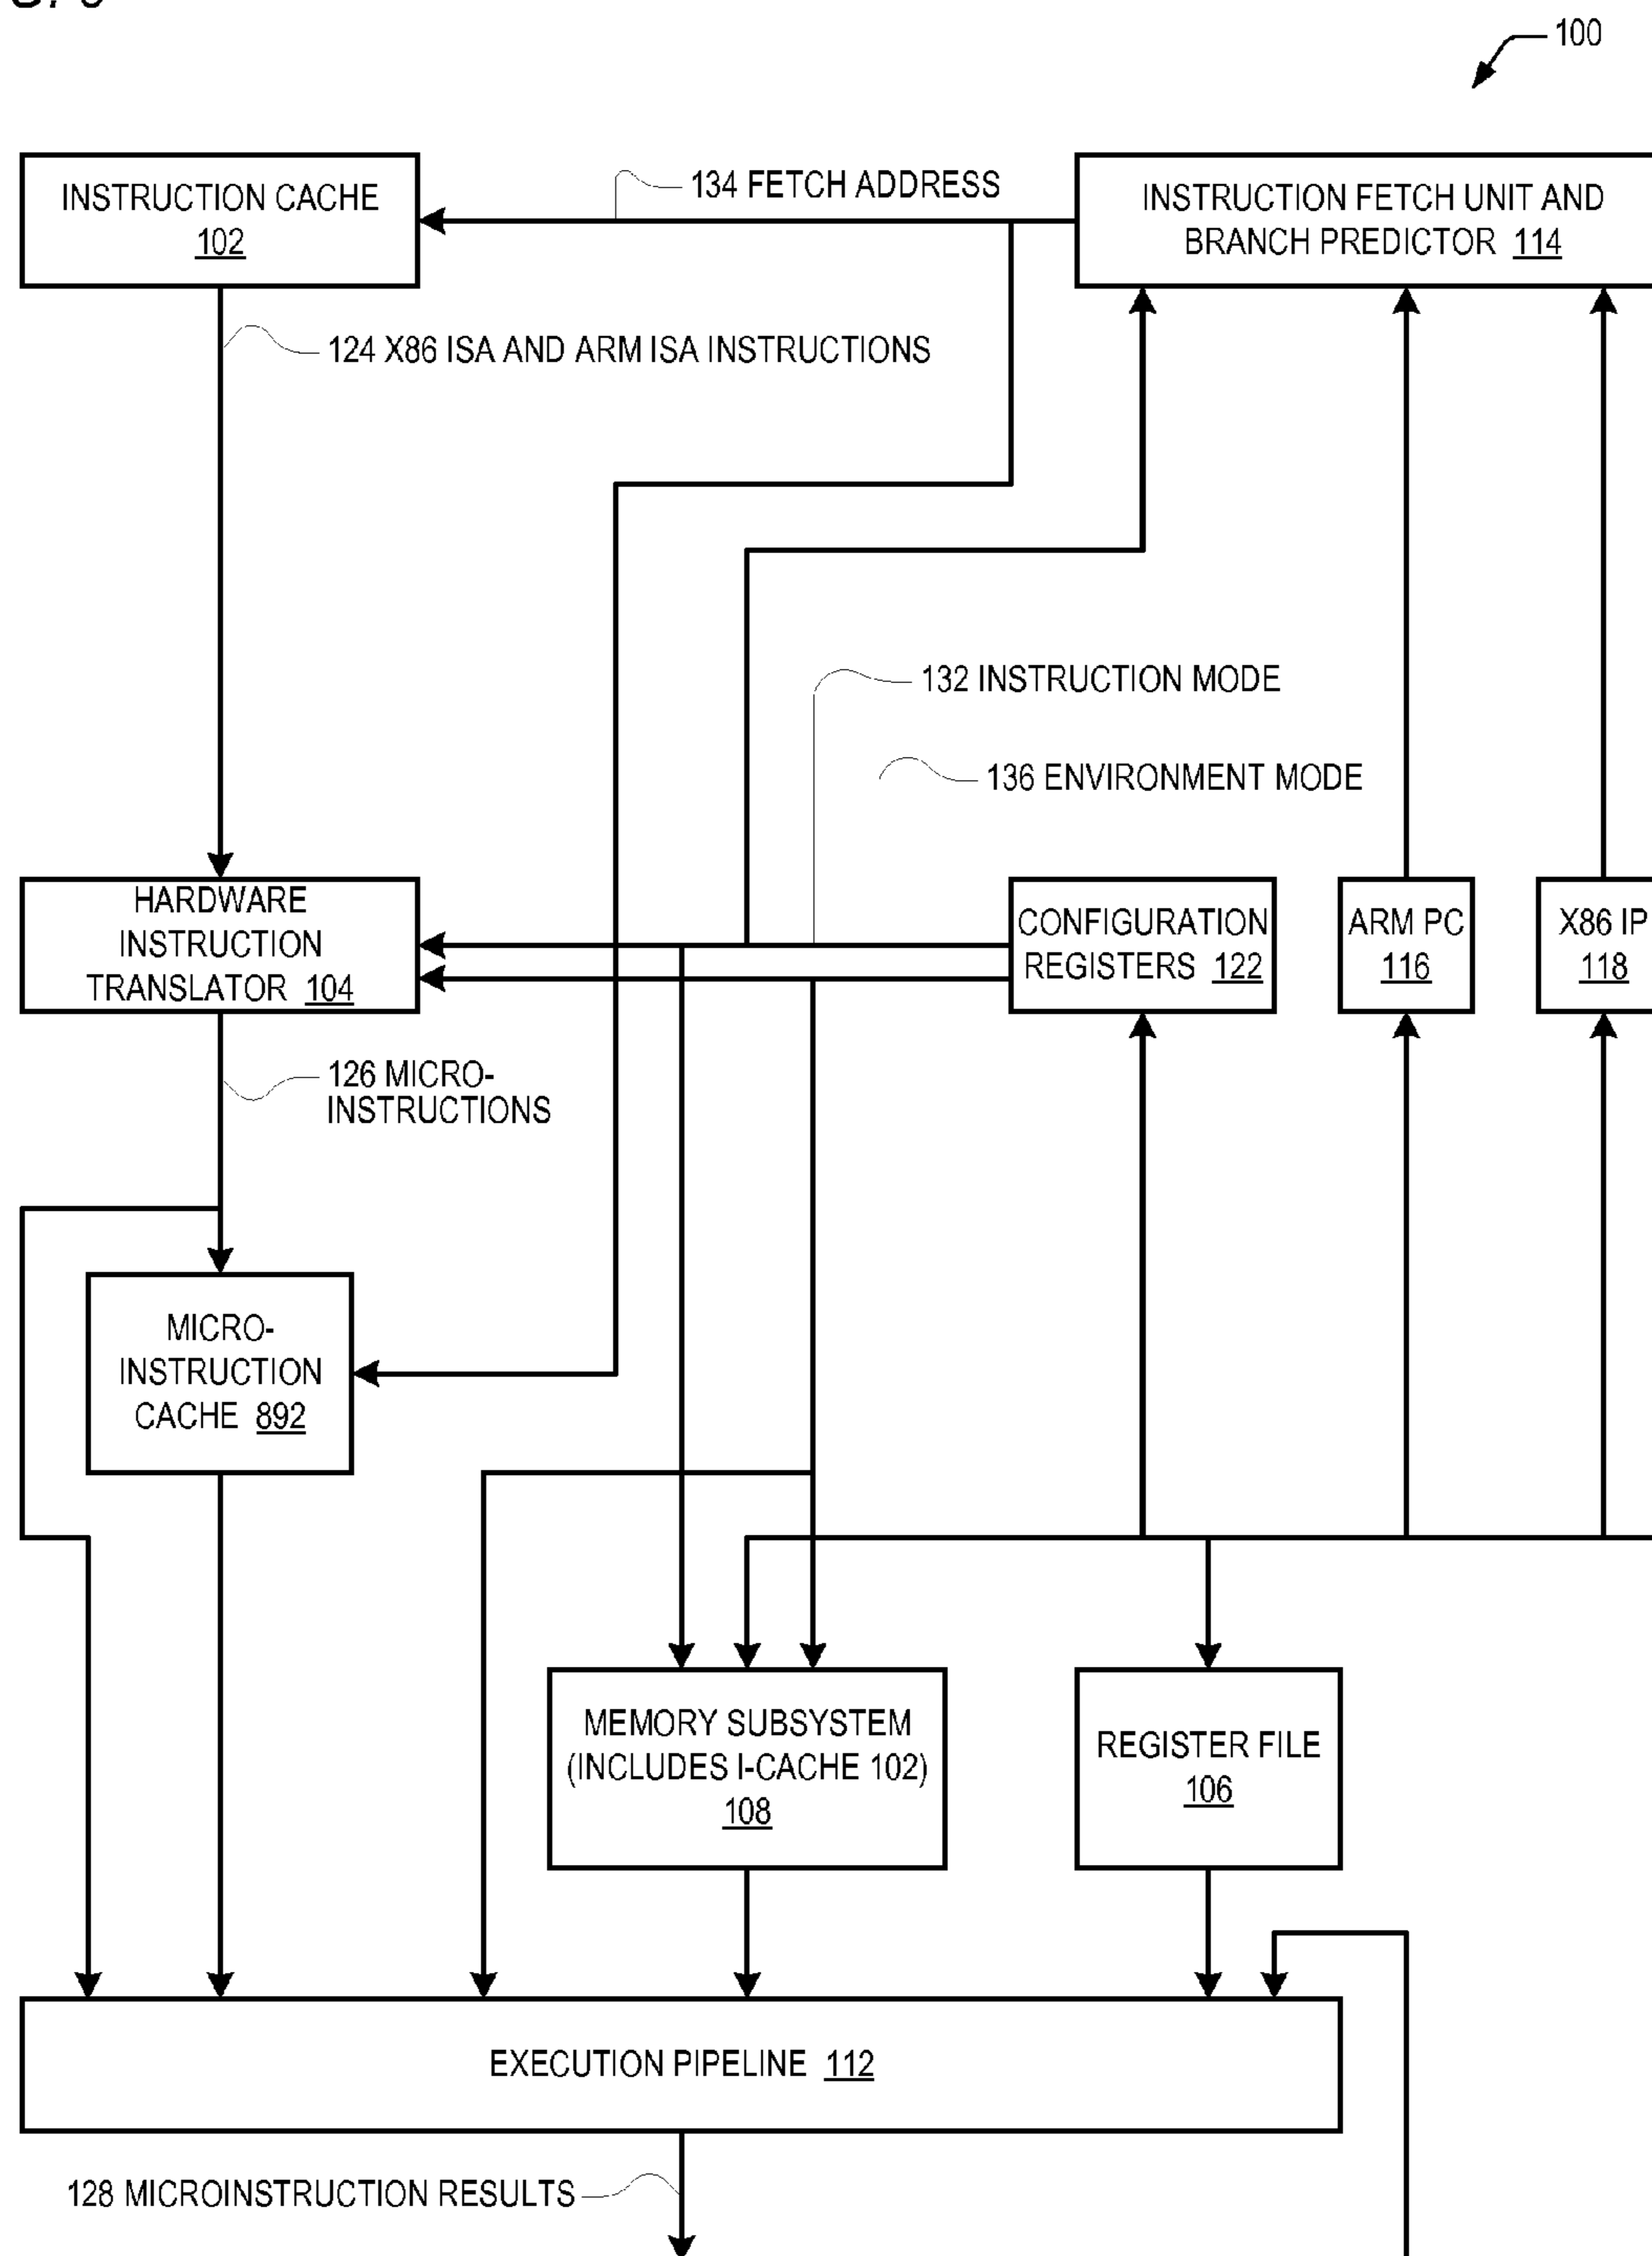 100
INSTRUCTION CACHE
102
134 FETCH ADDRESS
INSTRUCTION FETCH UNIT AND
BRANCH PREDICTOR 114
124 X86 ISA AND ARM ISA INSTRUCTIONS
132 INSTRUCTION MODE
136 ENVIRONMENT MODE
HARDWARE
INSTRUCTION
TRANSLATOR 104
CONFIGURATION
REGISTERS 122
ARM PC
116
X86 IP
118
126 MICRO-
INSTRUCTIONS
MICRO-
INSTRUCTION
CACHE 892
MEMORY SUBSYSTEM
(INCLUDES I-CACHE 102)
108
REGISTER FILE
106
EXECUTION PIPELINE 112
128 MICROINSTRUCTION RESULTS